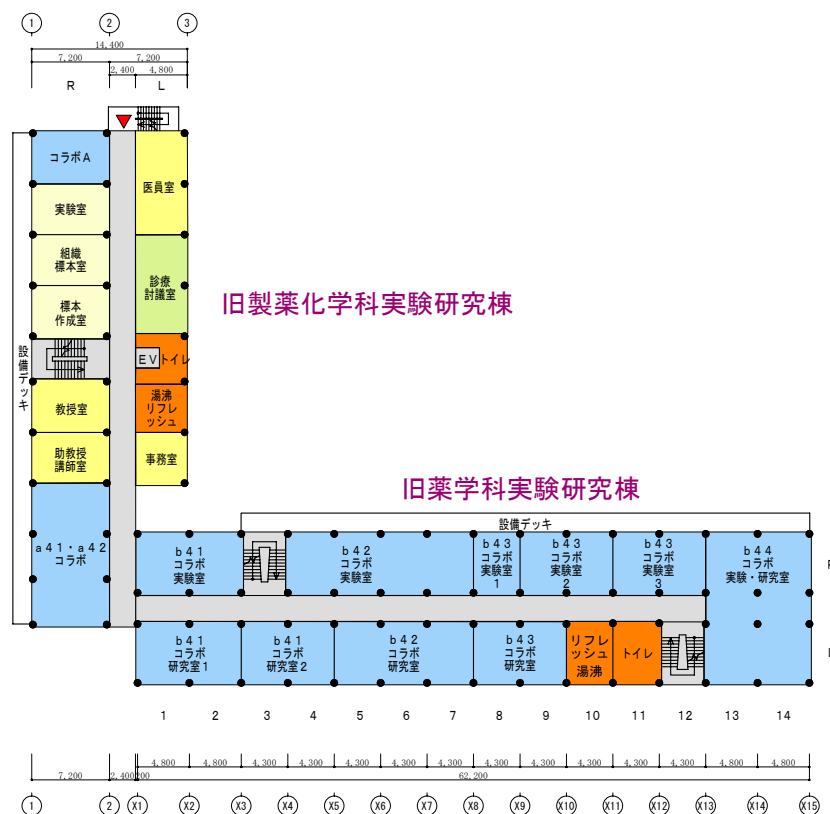 1 2 3
14,400
7,200 7,200
2,400 4,800
R L
コラボA
医員室
実験室
組織
標本室
診療
討議室
旧製薬化学科実験研究棟
標本
作成室
設備デッキ
EV トイレ
教授室
湯沸
リフレ
ッシュ
助教授
講師室
事務室
旧薬学科実験研究棟
設備デッキ
a41・a42
コラボ
b41
コラボ
実験室
b42
コラボ
実験室
b43
コラボ
実験室
1
b43
コラボ
実験室
2
b43
コラボ
実験室
3
b44
コラボ
実験・研究室
R
b41
コラボ
研究室1
b41
コラボ
研究室2
b42
コラボ
研究室
b43
コラボ
研究室
リフレ
ッシュ
湯沸
トイレ
L
1 2 3 4 5 6 7 8 9 10 11 12 13 14
4,800 4,800 4,300 4,300 4,300 4,300 4,300 4,300 4,300 4,300 4,300 4,300 4,800 4,800
7,200 2,400 200 62,200
1 2 X1 X2 X3 X4 X5 X6 X7 X8 X9 X10 X11 X12 X13 X14 X15